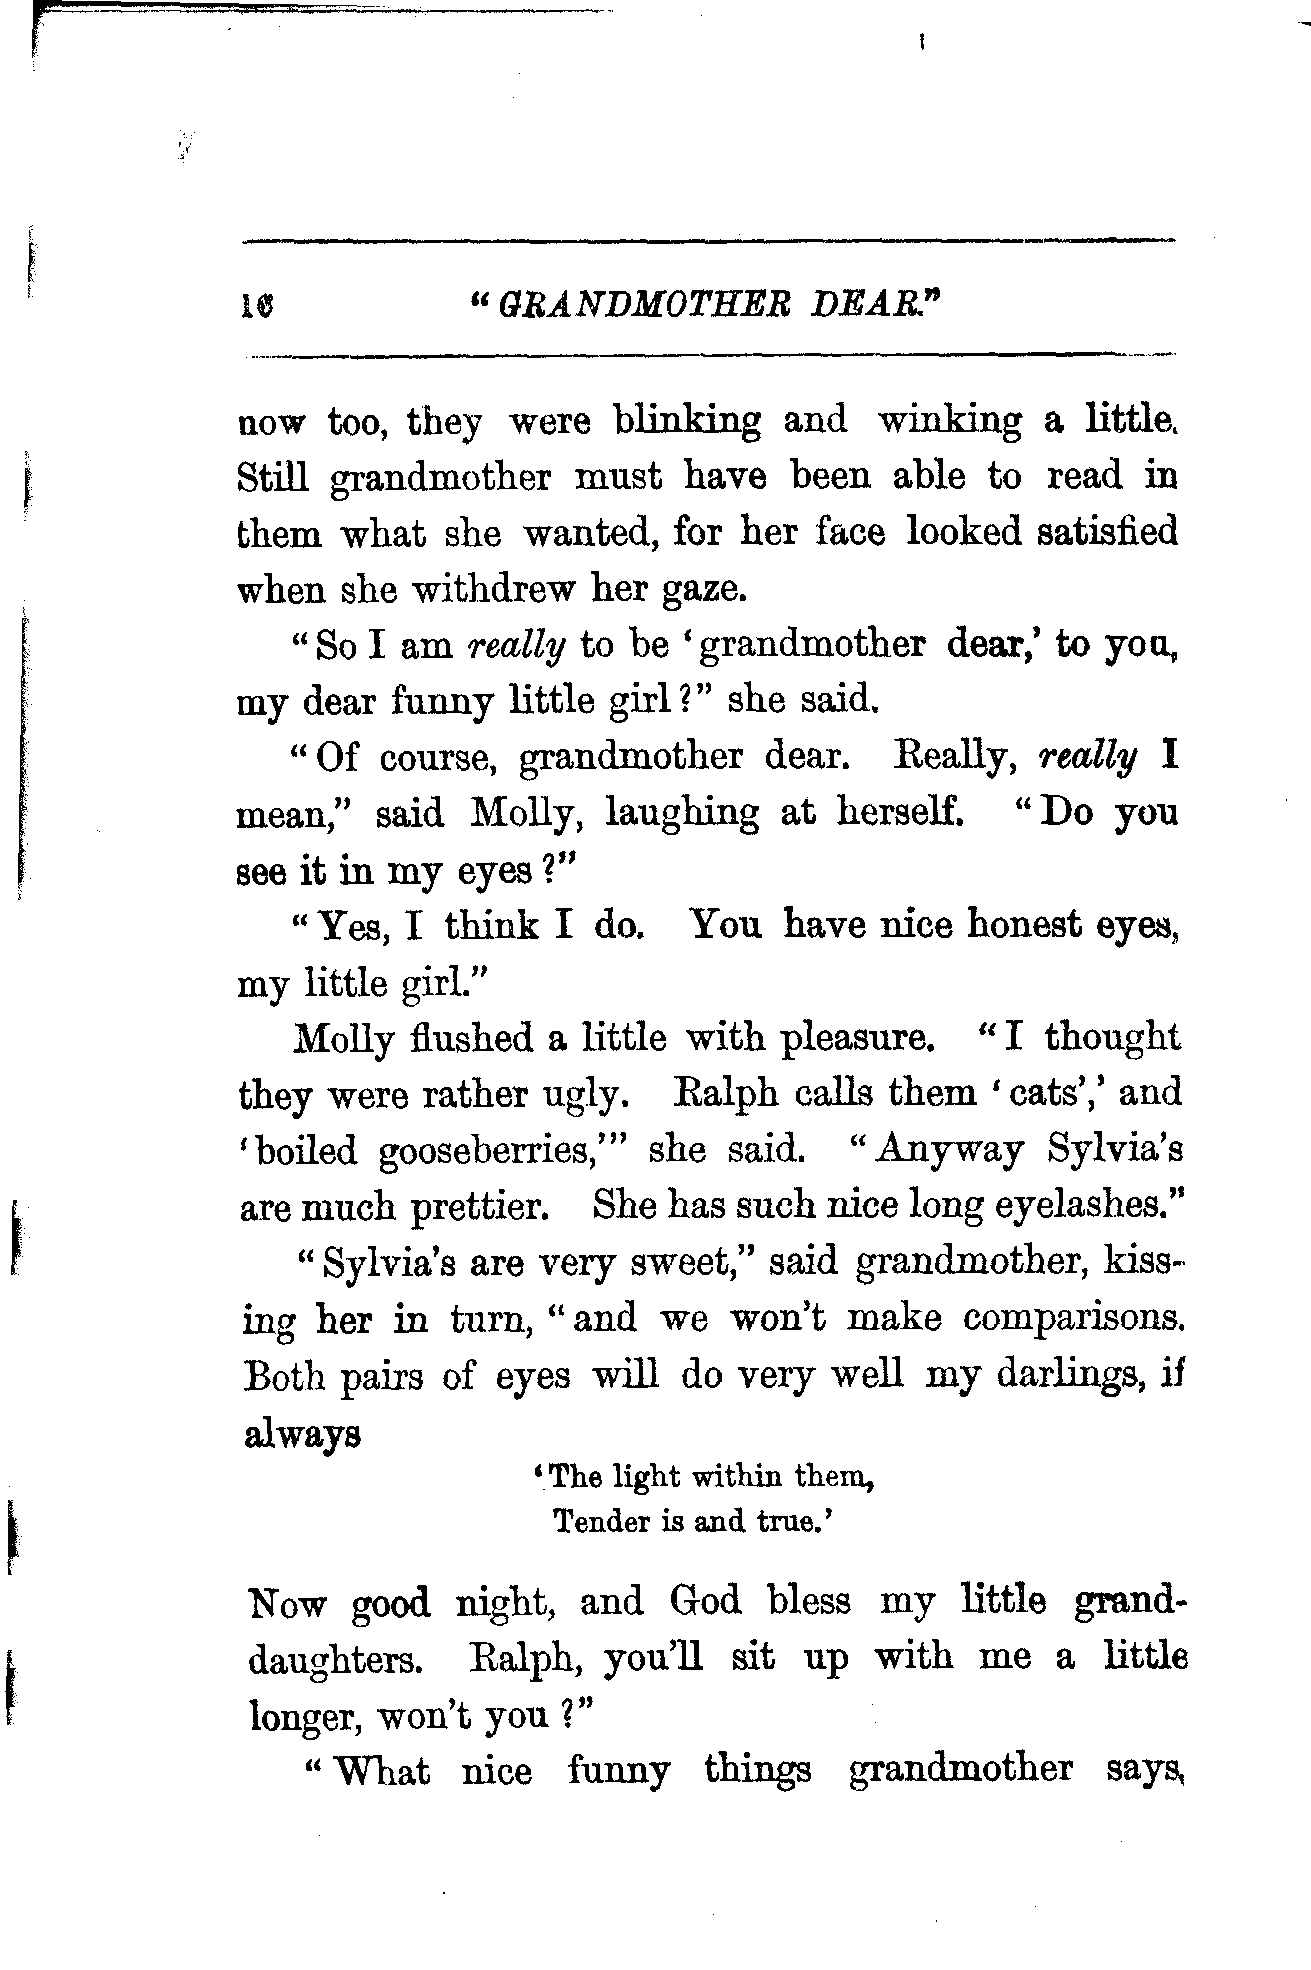 16 "GRANDMOTHER DEAR."
now too, they were blinking and winking a little.
Still grandmother must have been able to read in
them what she wanted, for her face looked satisfied
when she withdrew her gaze.
"So I am really to be 'grandmother dear,' to you,
my dear funny little girl?" she said.
"Of course, grandmother dear. Really, really I
mean," said Molly, laughing at herself. "Do you
see it in my eyes?"
"Yes, I think I do. You have nice honest eyes,
my little girl."
Molly flushed a little with pleasure. "I thought
they were rather ugly. Ralph calls them 'cats',' and
'boiled gooseberries,'" she said. "Anyway Sylvia's
are much prettier. She has such nice long eyelashes."
"Sylvia's are very sweet," said grandmother, kiss-
ing her in turn, "and we won't make comparisons.
Both pairs of eyes will do very well my darlings, if
always
'The light within them,
Tender is and true.'
Now good night, and God bless my little grand-
daughters. Ralph, you'll sit up with me a little
longer, won't you?"
"What nice funny things grandmother says,